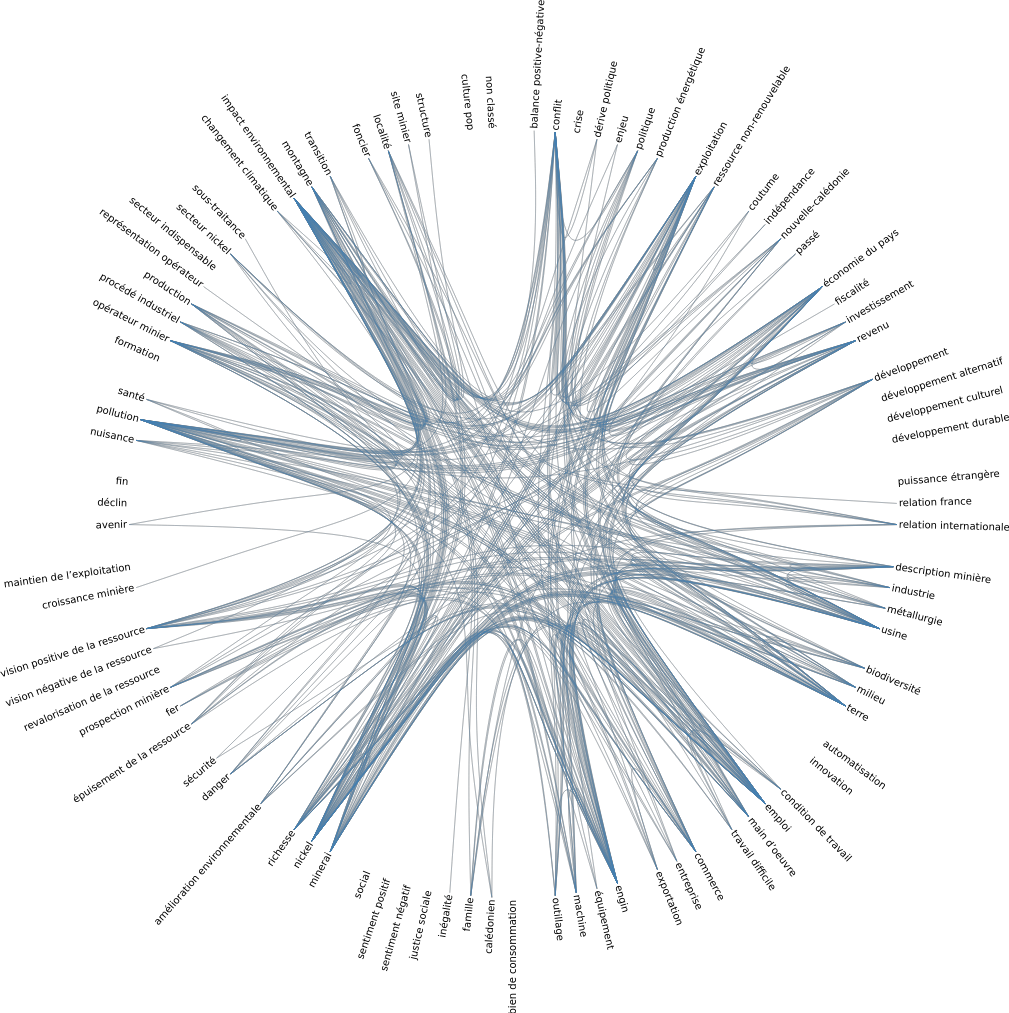 balance positive-négative
conflit
crise
dérive politique
enjeu
politique
production énergétique
exploitation
ressource non-renouvelable
coutume
indépendance
nouvelle-calédonie
passé
économie du pays
fiscalité
investissement
revenu
développement
développement alternatif
développement culturel
développement durable
puissance étrangère
relation france
relation internationale
description minière
industrie
métallurgie
usine
biodiversité
milieu
terre
automatisation
innovation
condition de travail
emploi
main d'oeuvre
travail difficile
commerce
entreprise
exportation
engin
équipement
machine
outillage
bien de consommation
calédonien
famille
inégalité
justice sociale
sentiment négatif
sentiment positif
social
minerai
nickel
richesse
amélioration environnementale
danger
sécurité
épuisement de la ressource
fer
prospection minière
revalorisation de la ressource
vision négative de la ressource
vision positive de la ressource
croissance minière
maintien de l'exploitation
avenir
déclin
fin
nuisance
pollution
santé
formation
opérateur minier
procédé industriel
production
représentation opérateur
secteur indispensable
secteur nickel
sous-traitance
changement climatique
impact environnemental
montagne
transition
foncier
localité
site minier
structure
culture pop
non classé